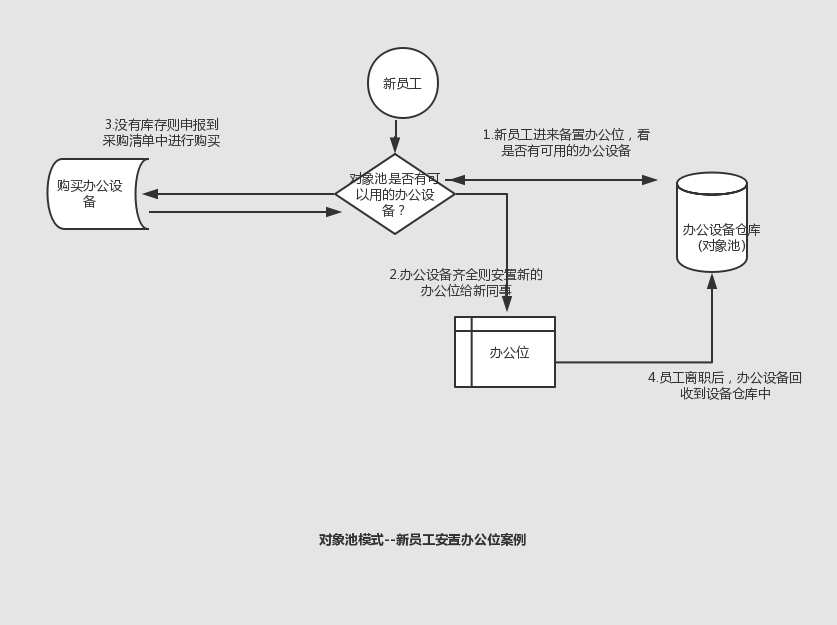 新员工
3.没有库存则申报到
采购清单中进行购买
1.新员工进来备置办公位，看
是否有可用的办公设备
购买办公设
备
对象池是否有可
以用的办公设
备？
办公设备仓库
(对象池)
2.办公设备齐全则安置新的
办公位给新同事
办公位
4.员工离职后，办公设备回
收到设备仓库中
对象池模式--新员工安置办公位案例